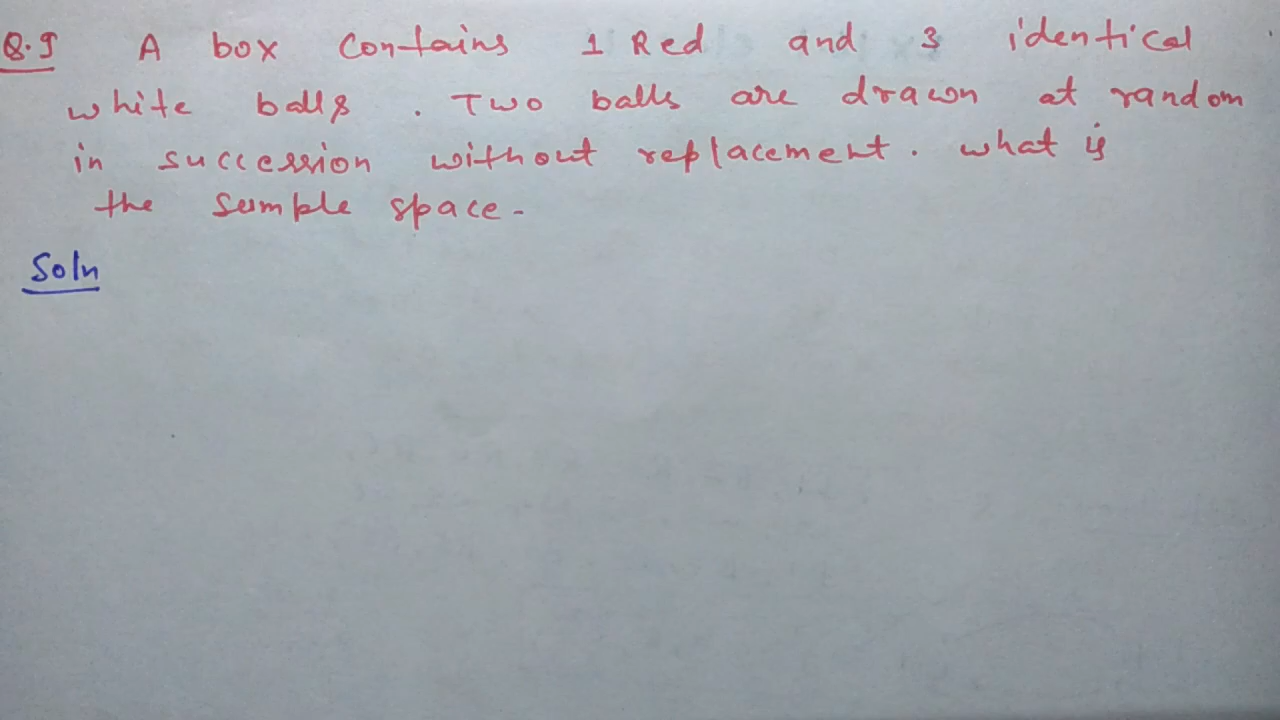 Q.9 A box contains 1 Red and 3 identical
white balls . Two balls are drawn at random
in succession without replacement. what is
the sample space.
Soln